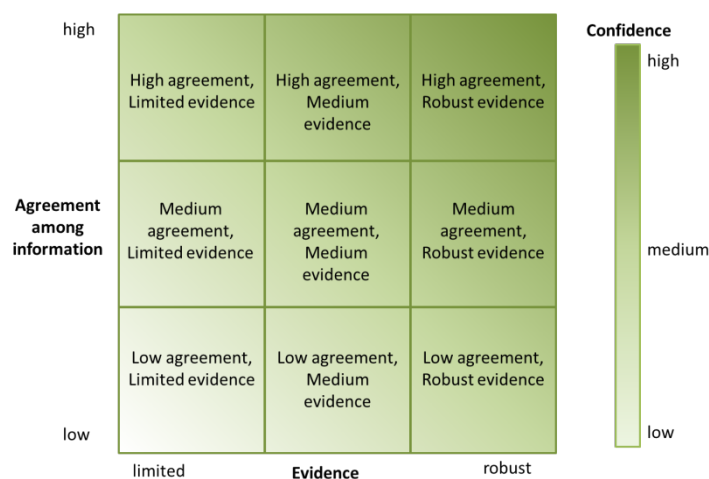 high
Confidence
high
High agreement,
Limited evidence
High agreement,
Medium
evidence
High agreement,
Robust evidence
Agreement
among
information
Medium
agreement,
Limited evidence
Medium
agreement,
Medium
evidence
Medium
agreement,
Robust evidence
medium
Low agreement,
Limited evidence
Low agreement,
Medium
evidence
Low agreement,
Robust evidence
low
low
limited
Evidence
robust